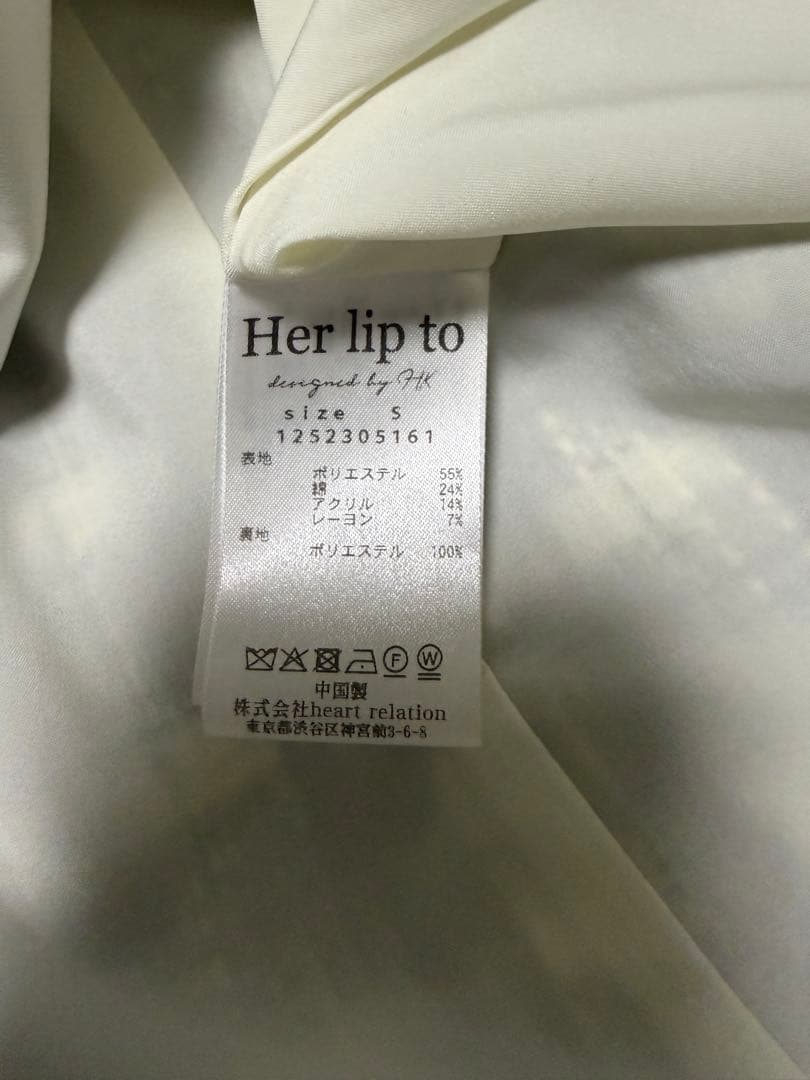 Her lip to
designed by HK
size S
1252305161
表地
ポリエステル 55%
綿 24%
アクリル 14%
レーヨン 7%
裏地
ポリエステル 100%
F W
中国製
株式会社heart relation
東京都渋谷区神宮前3-6-8